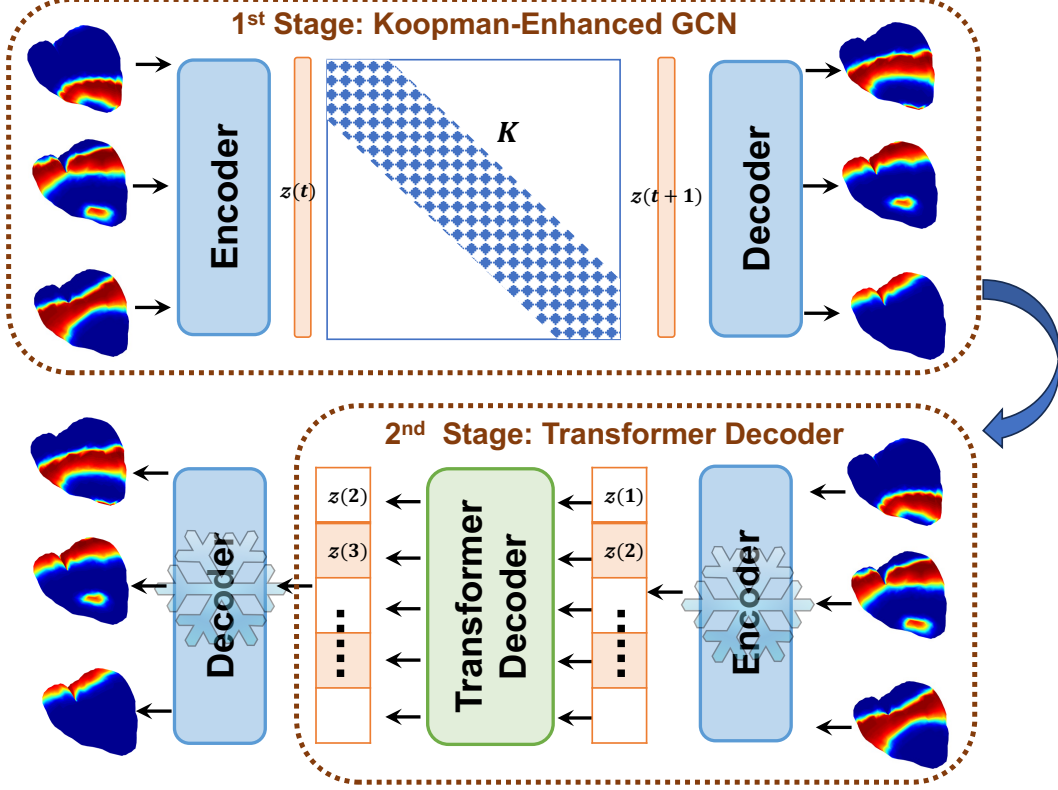 1st Stage: Koopman-Enhanced GCN
Encoder
z(t)
K
z(t + 1)
Decoder
2nd Stage: Transformer Decoder
Decoder
z(2)
z(3)
......
Transformer
Decoder
z(1)
z(2)
......
Encoder